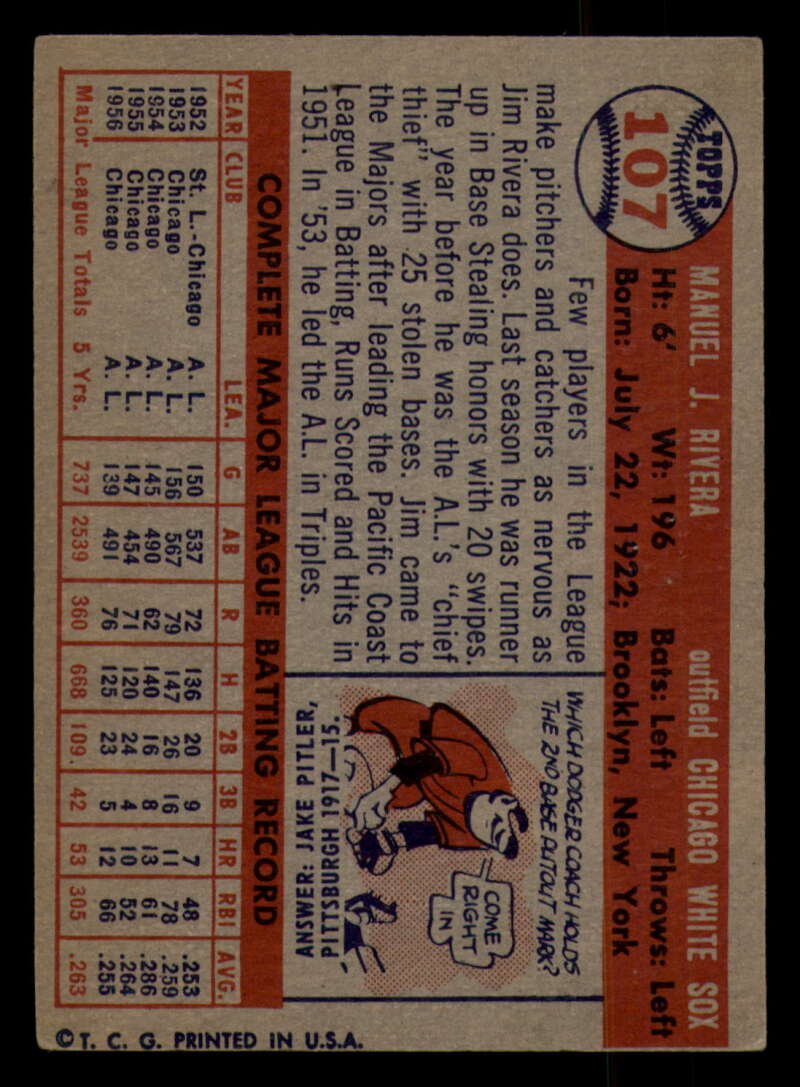 TOPPS
107
MANUEL J. RIVERA outfield CHICAGO WHITE SOX
Ht: 6' Wt: 196 Bats: Left Throws: Left
Born: July 22, 1922; Brooklyn, New York
Few players in the League
make pitchers and catchers as nervous as
Jim Rivera does. Last season he was runner
up in Base Stealing honors with 20 swipes.
The year before he was the A.L.'s "chief
thief" with 25 stolen bases. Jim came to
the Majors after leading the Pacific Coast
League in Batting, Runs Scored and Hits in
1951. In '53, he led the A.L. in Triples.
WHICH DODGER COACH HOLDS
THE 2ND BASE PUTOUT MARK?
COME
RIGHT
IN
ANSWER: JAKE PITLER,
PITTSBURGH 1917—15.
COMPLETE MAJOR LEAGUE BATTING RECORD
YEAR CLUB LEA. G AB R H 2B 3B HR RBI AVG.
1952 St. L.-Chicago A. L. 150 537 72 136 20 9 7 48 .253
1953 Chicago A. L. 156 567 79 147 26 16 11 78 .259
1954 Chicago A. L. 145 490 62 140 16 8 13 61 .286
1955 Chicago A. L. 147 454 71 120 24 4 10 52 .264
1956 Chicago A. L. 139 491 76 125 23 5 12 66 .255
Major League Totals 5 Yrs. 737 2539 360 668 109. 42 53 305 .263
© T. C. G. PRINTED IN U.S.A.